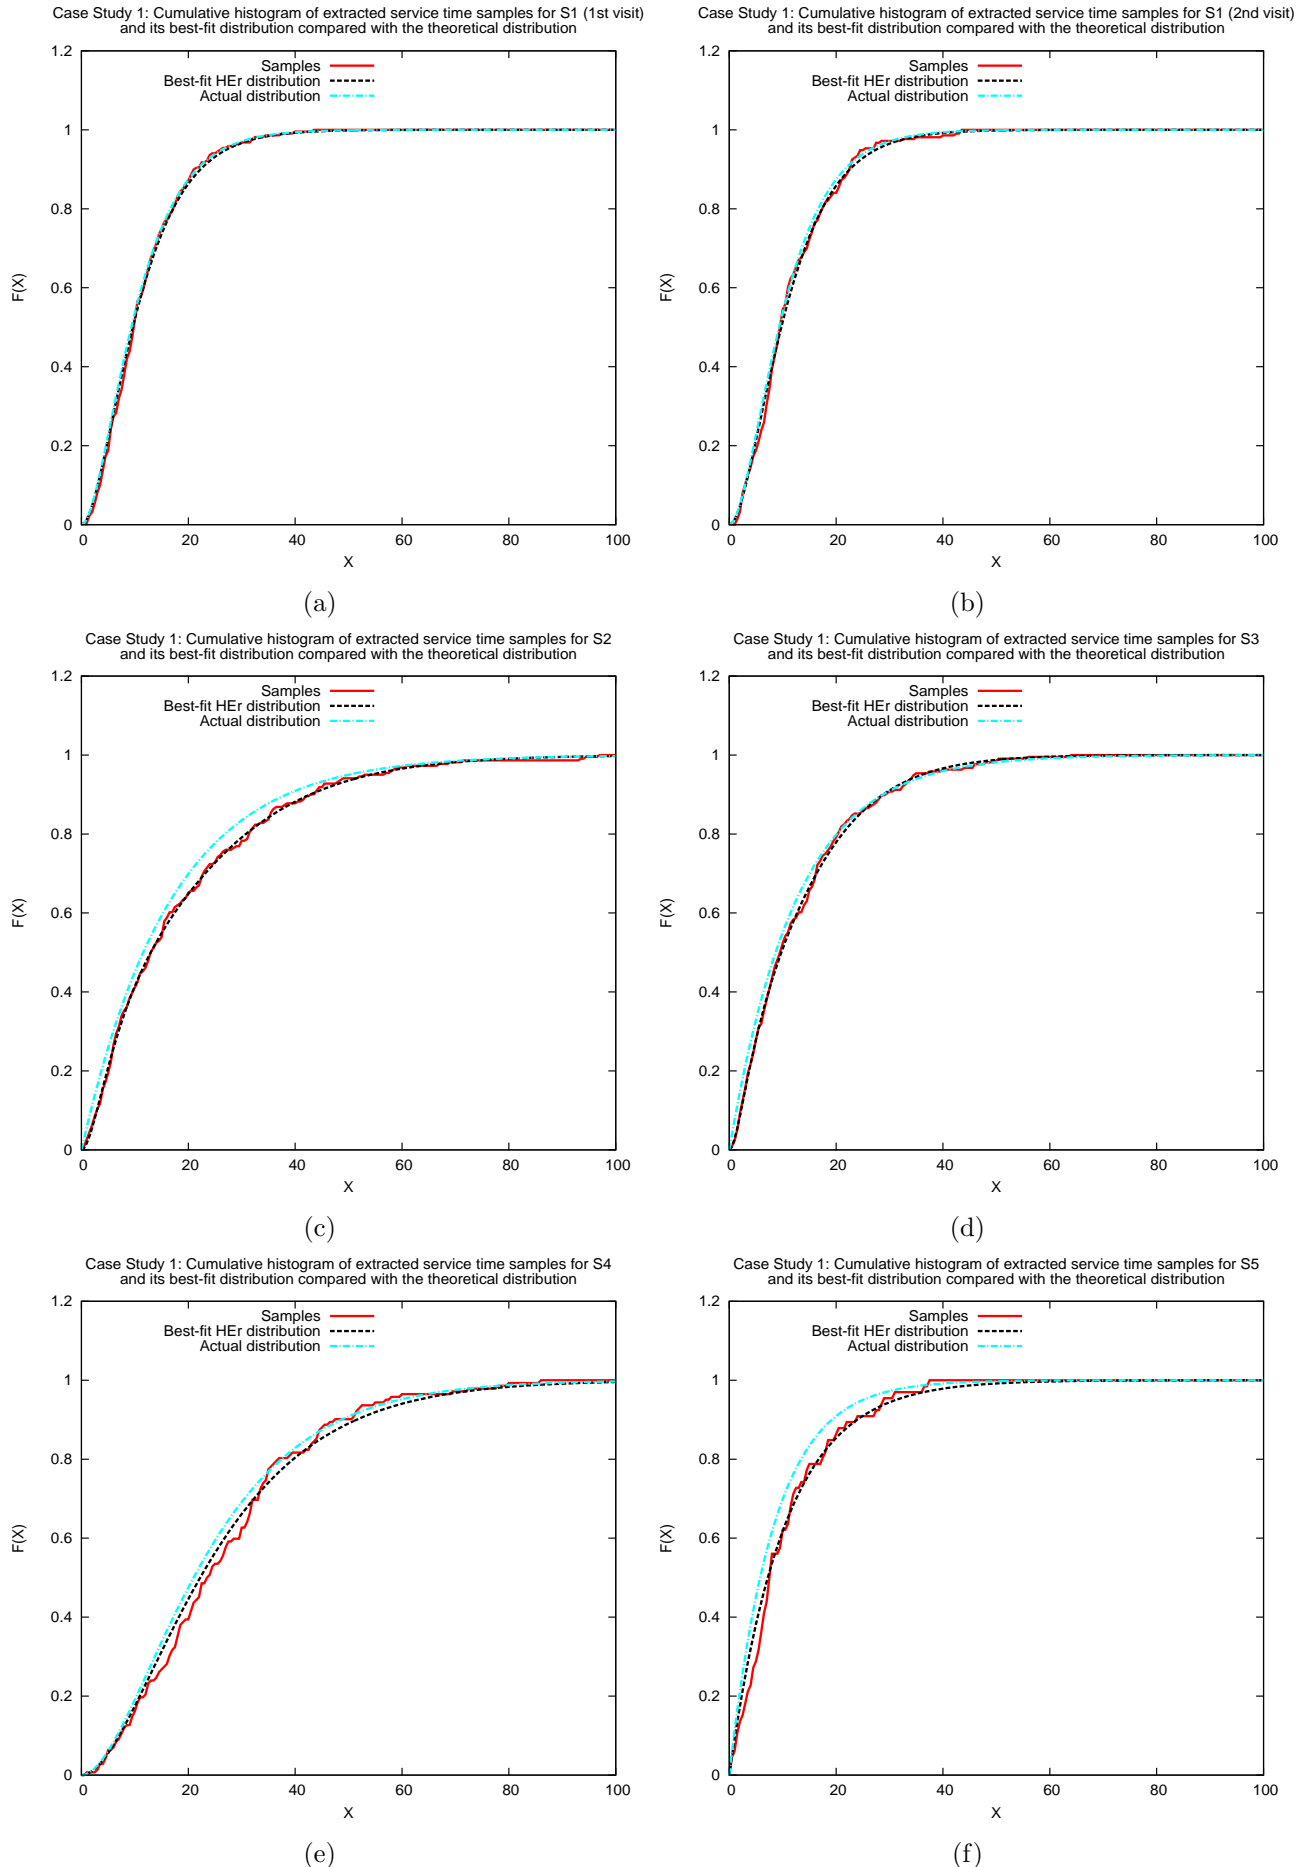 Case Study 1: Cumulative histogram of extracted service time samples for S1 (1st visit)
and its best-fit distribution compared with the theoretical distribution
1.2
Samples
Best-fit HEr distribution
Actual distribution
1
0.8
F(X)
0.6
0.4
0.2
0
0 20 40 60 80 100
X
(a)
Case Study 1: Cumulative histogram of extracted service time samples for S1 (2nd visit)
and its best-fit distribution compared with the theoretical distribution
1.2
Samples
Best-fit HEr distribution
Actual distribution
1
0.8
F(X)
0.6
0.4
0.2
0
0 20 40 60 80 100
X
(b)
Case Study 1: Cumulative histogram of extracted service time samples for S2
and its best-fit distribution compared with the theoretical distribution
1.2
Samples
Best-fit HEr distribution
Actual distribution
1
0.8
F(X)
0.6
0.4
0.2
0
0 20 40 60 80 100
X
(c)
Case Study 1: Cumulative histogram of extracted service time samples for S3
and its best-fit distribution compared with the theoretical distribution
1.2
Samples
Best-fit HEr distribution
Actual distribution
1
0.8
F(X)
0.6
0.4
0.2
0
0 20 40 60 80 100
X
(d)
Case Study 1: Cumulative histogram of extracted service time samples for S4
and its best-fit distribution compared with the theoretical distribution
1.2
Samples
Best-fit HEr distribution
Actual distribution
1
0.8
F(X)
0.6
0.4
0.2
0
0 20 40 60 80 100
X
(e)
Case Study 1: Cumulative histogram of extracted service time samples for S5
and its best-fit distribution compared with the theoretical distribution
1.2
Samples
Best-fit HEr distribution
Actual distribution
1
0.8
F(X)
0.6
0.4
0.2
0
0 20 40 60 80 100
X
(f)